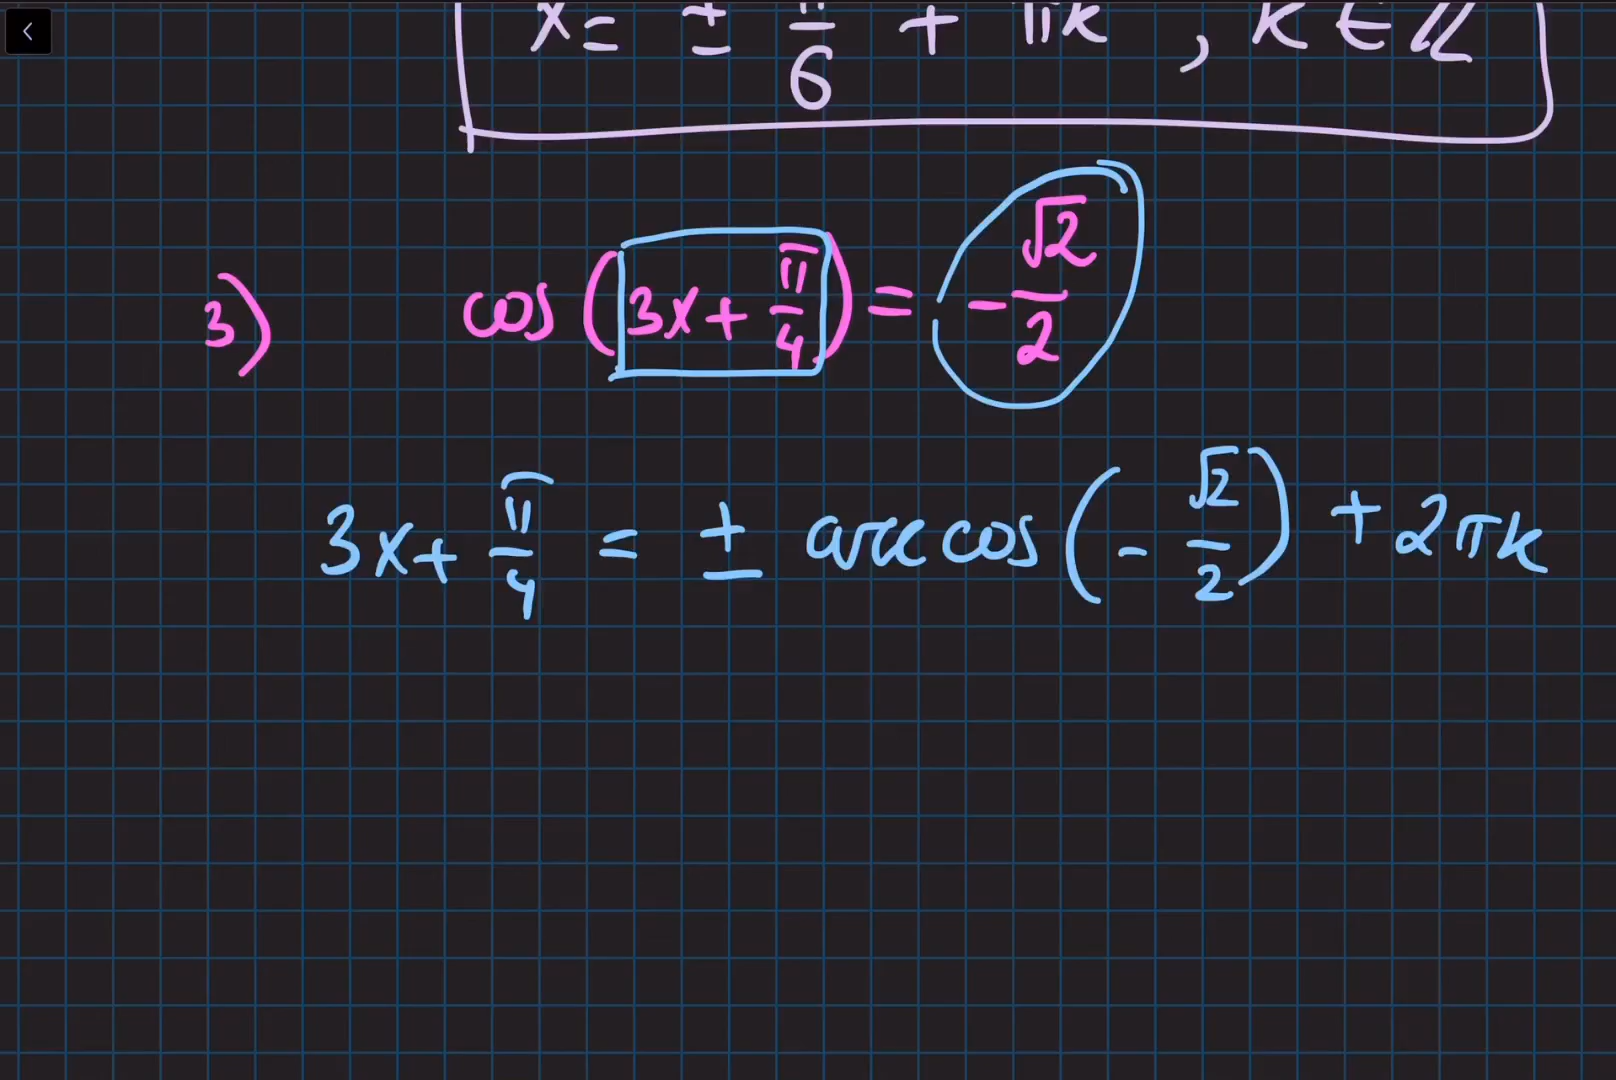 x = ± π/6 + πk , k ∈ ℤ
3) cos(3x + π/4) = - √2/2
3x + π/4 = ± arccos(- √2/2) + 2πk